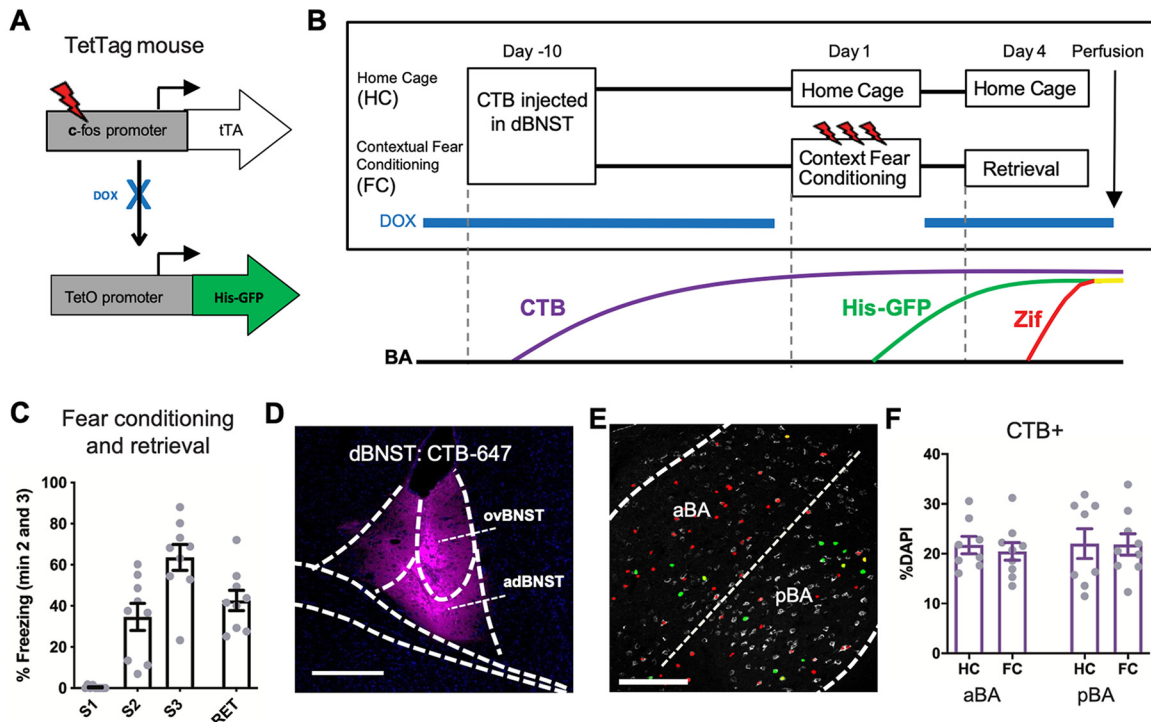 A
TetTag mouse
c-fos promoter
tTA
DOX
X
TetO promoter
His-GFP
B
Day -10
Day 1
Day 4
Perfusion
Home Cage
(HC)
CTB injected
in dBNST
Home Cage
Home Cage
Contextual Fear
Conditioning
(FC)
Context Fear
Conditioning
Retrieval
DOX
CTB
His-GFP
Zif
BA
C
Fear conditioning
and retrieval
% Freezing (min 2 and 3)
100
80
60
40
20
0
S1
S2
S3
RET
D
dBNST: CTB-647
ovBNST
adBNST
E
aBA
pBA
F
CTB+
%DAPI
40
30
20
10
0
HC
FC
HC
FC
aBA
pBA